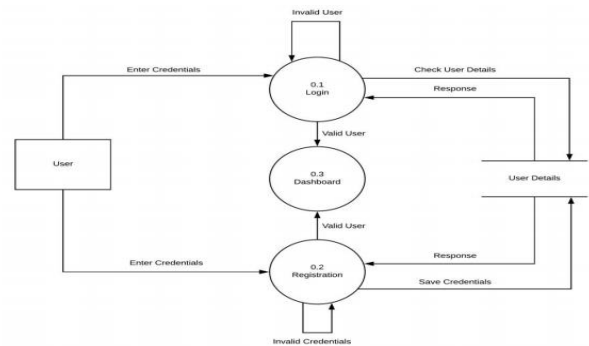 Invalid User
Enter Credentials
0.1
Login
Check User Details
Response
Valid User
User
0.3
Dashboard
User Details
Valid User
Enter Credentials
0.2
Registration
Response
Save Credentials
Invalid Credentials